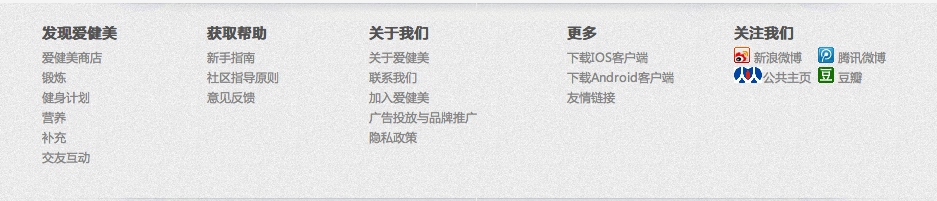 发现爱健美
爱健美商店
锻炼
健身计划
营养
补充
交友互动
获取帮助
新手指南
社区指导原则
意见反馈
关于我们
关于爱健美
联系我们
加入爱健美
广告投放与品牌推广
隐私政策
更多
下载IOS客户端
下载Android客户端
友情链接
关注我们
新浪微博 腾讯微博
公共主页 豆 豆瓣